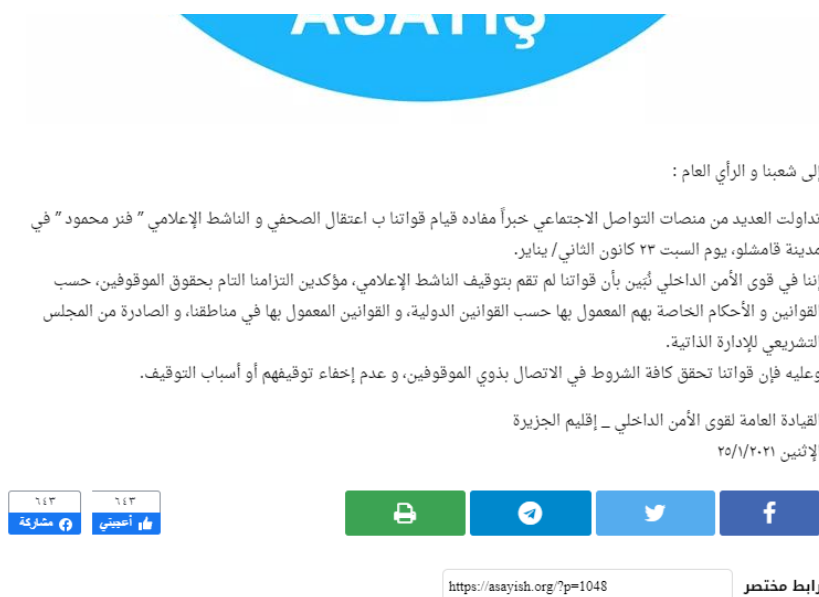 ASAYIŞ
إلى شعبنا و الرأي العام :
تداولت العديد من منصات التواصل الاجتماعي خبراً مفاده قيام قواتنا ب اعتقال الصحفي و الناشط الإعلامي " فنر محمود " في
مدينة قامشلو، يوم السبت ٢٣ كانون الثاني/ يناير.
إننا في قوى الأمن الداخلي نُبَين بأن قواتنا لم تقم بتوقيف الناشط الإعلامي، مؤكدين التزامنا التام بحقوق الموقوفين، حسب
القوانين و الأحكام الخاصة بهم المعمول بها حسب القوانين الدولية، و القوانين المعمول بها في مناطقنا، و الصادرة من المجلس
التشريعي للإدارة الذاتية.
وعليه فإن قواتنا تحقق كافة الشروط في الاتصال بذوي الموقوفين، و عدم إخفاء توقيفهم أو أسباب التوقيف.
القيادة العامة لقوى الأمن الداخلي _ إقليم الجزيرة
الإثنين ٢٥/١/٢٠٢١
٦٤٣
أعجبني
٦٤٣
مشاركة
رابط مختصر
https://asayish.org/?p=1048